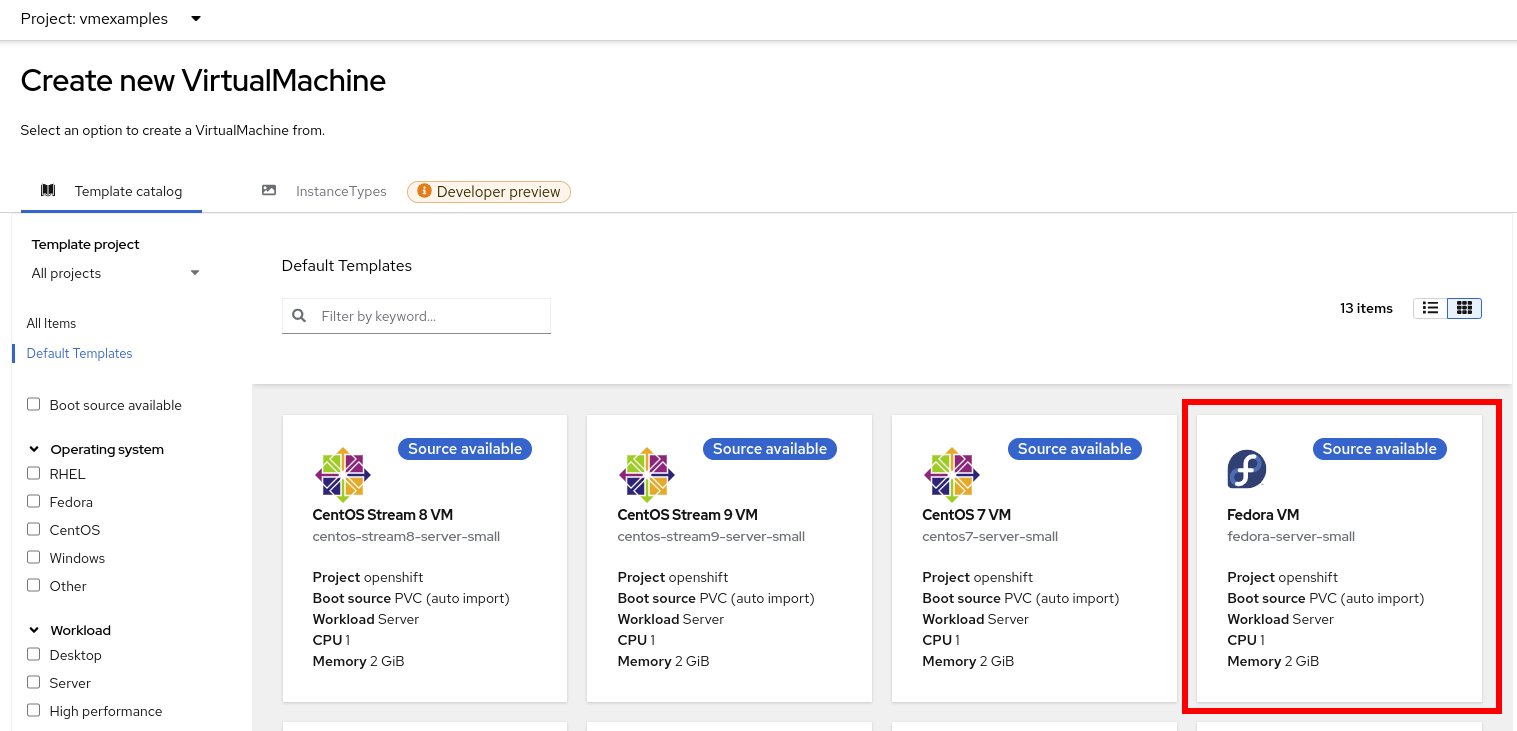 Project: vmexamples
Create new VirtualMachine
Select an option to create a VirtualMachine from.
Template catalog
InstanceTypes
Developer preview
Template project
All projects
All Items
Default Templates
Boot source available
Operating system
RHEL
Fedora
CentOS
Windows
Other
Workload
Desktop
Server
High performance
Default Templates
Filter by keyword...
13 items
Source available
CentOS Stream 8 VM
centos-stream8-server-small
Project openshift
Boot source PVC (auto import)
Workload Server
CPU 1
Memory 2 GiB
Source available
CentOS Stream 9 VM
centos-stream9-server-small
Project openshift
Boot source PVC (auto import)
Workload Server
CPU 1
Memory 2 GiB
Source available
CentOS 7 VM
centos7-server-small
Project openshift
Boot source PVC (auto import)
Workload Server
CPU 1
Memory 2 GiB
Source available
Fedora VM
fedora-server-small
Project openshift
Boot source PVC (auto import)
Workload Server
CPU 1
Memory 2 GiB